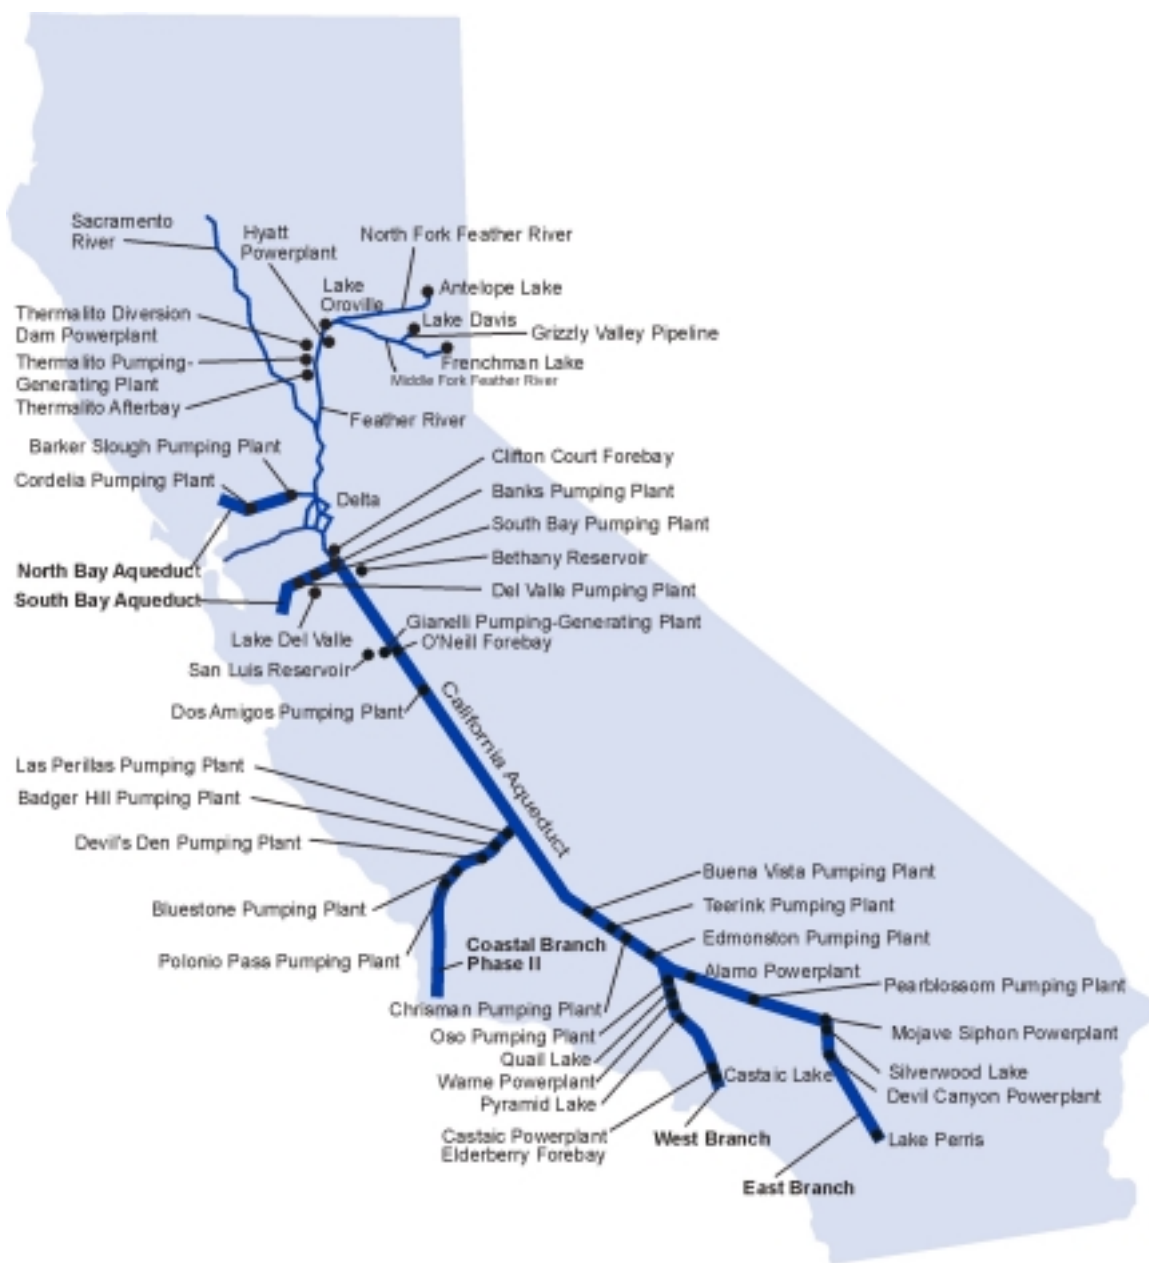 Sacramento
River
Hyatt
Powerplant
North Fork Feather River
Lake
Oroville
Antelope Lake
Thermalito Diversion
Dam Powerplant
Lake Davis
Grizzly Valley Pipeline
Thermalito Pumping-
Generating Plant
Frenchman Lake
Middle Fork Feather River
Thermalito Afterbay
Feather River
Barker Slough Pumping Plant
Clifton Court Forebay
Cordelia Pumping Plant
Banks Pumping Plant
Delta
South Bay Pumping Plant
Bethany Reservoir
North Bay Aqueduct
Del Valle Pumping Plant
South Bay Aqueduct
Gianelli Pumping-Generating Plant
Lake Del Valle
O'Neill Forebay
San Luis Reservoir
Dos Amigos Pumping Plant
California Aqueduct
Las Perillas Pumping Plant
Badger Hill Pumping Plant
Devil's Den Pumping Plant
Buena Vista Pumping Plant
Bluestone Pumping Plant
Teerink Pumping Plant
Coastal Branch
Phase II
Edmonston Pumping Plant
Polonio Pass Pumping Plant
Alamo Powerplant
Pearblossom Pumping Plant
Chrisman Pumping Plant
Oso Pumping Plant
Mojave Siphon Powerplant
Quail Lake
Silverwood Lake
Warne Powerplant
Castaic Lake
Devil Canyon Powerplant
Pyramid Lake
Castaic Powerplant
Elderberry Forebay
West Branch
Lake Perris
East Branch